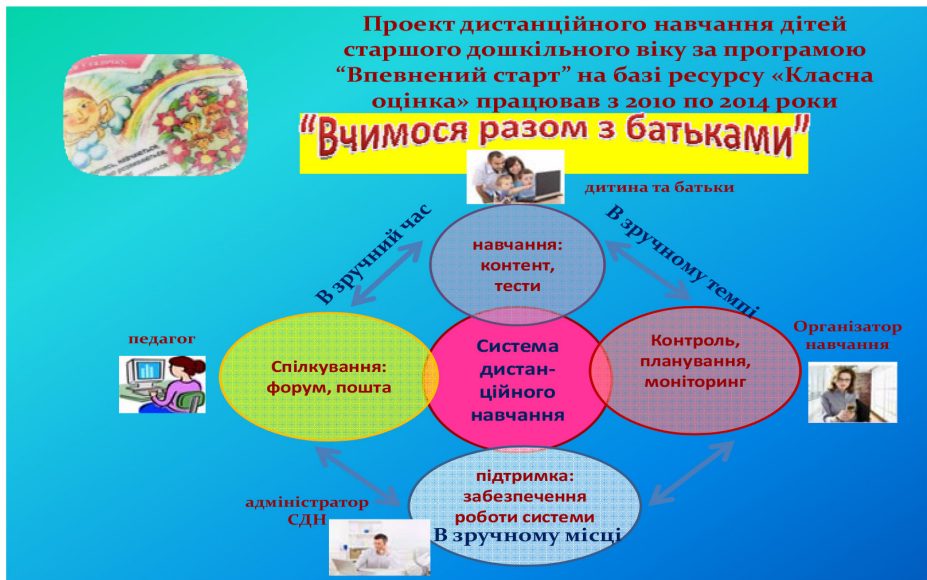 Проект дистанційного навчання дітей
старшого дошкільного віку за програмою
“Впевнений старт” на базі ресурсу «Класна
оцінка» працював з 2010 по 2014 роки
“Вчимося разом з батьками”
дитина та батьки
В зручний час
В зручному темпі
навчання:
контент,
тести
педагог
Організатор
навчання
Спілкування:
форум, пошта
Система
дистан-
ційного
навчання
Контроль,
планування,
моніторинг
підтримка:
забезпечення
роботи системи
В зручному місці
адміністратор
СДН